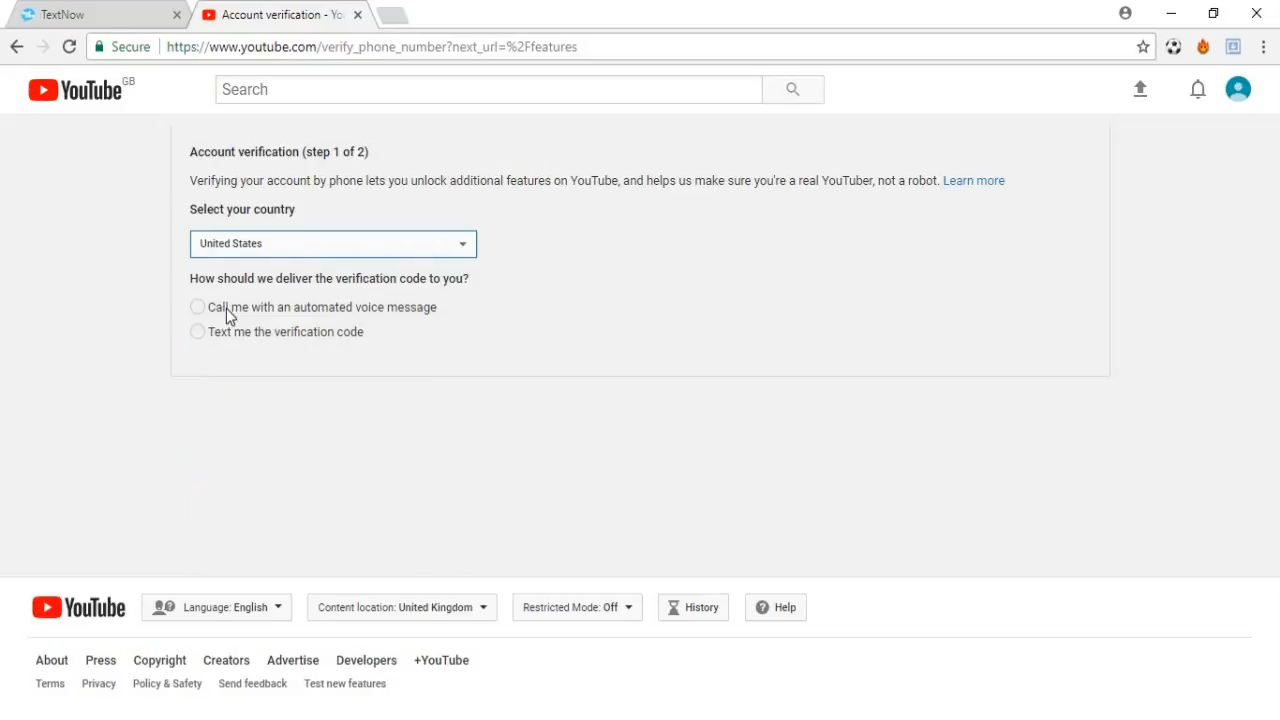 TextNow
Account verification - Yo
Secure
https://www.youtube.com/verify_phone_number?next_url=%2Ffeatures
YouTube GB
Search
Account verification (step 1 of 2)
Verifying your account by phone lets you unlock additional features on YouTube, and helps us make sure you're a real YouTuber, not a robot. Learn more
Select your country
United States
How should we deliver the verification code to you?
Call me with an automated voice message
Text me the verification code
YouTube
Language: English
Content location: United Kingdom
Restricted Mode: Off
History
Help
About Press Copyright Creators Advertise Developers +YouTube
Terms Privacy Policy & Safety Send feedback Test new features